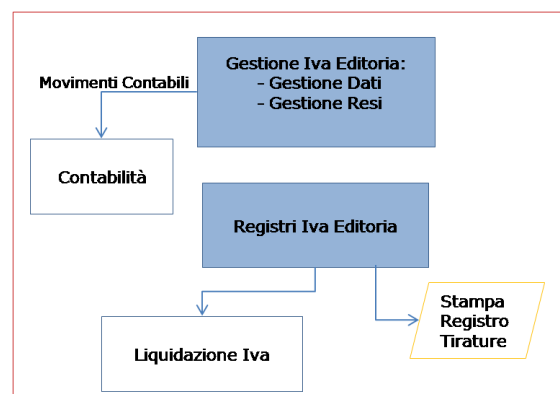 Gestione Iva Editoria:
- Gestione Dati
- Gestione Resi
Movimenti Contabili
Contabilità
Registri Iva Editoria
Stampa
Registro
Tirature
Liquidazione Iva